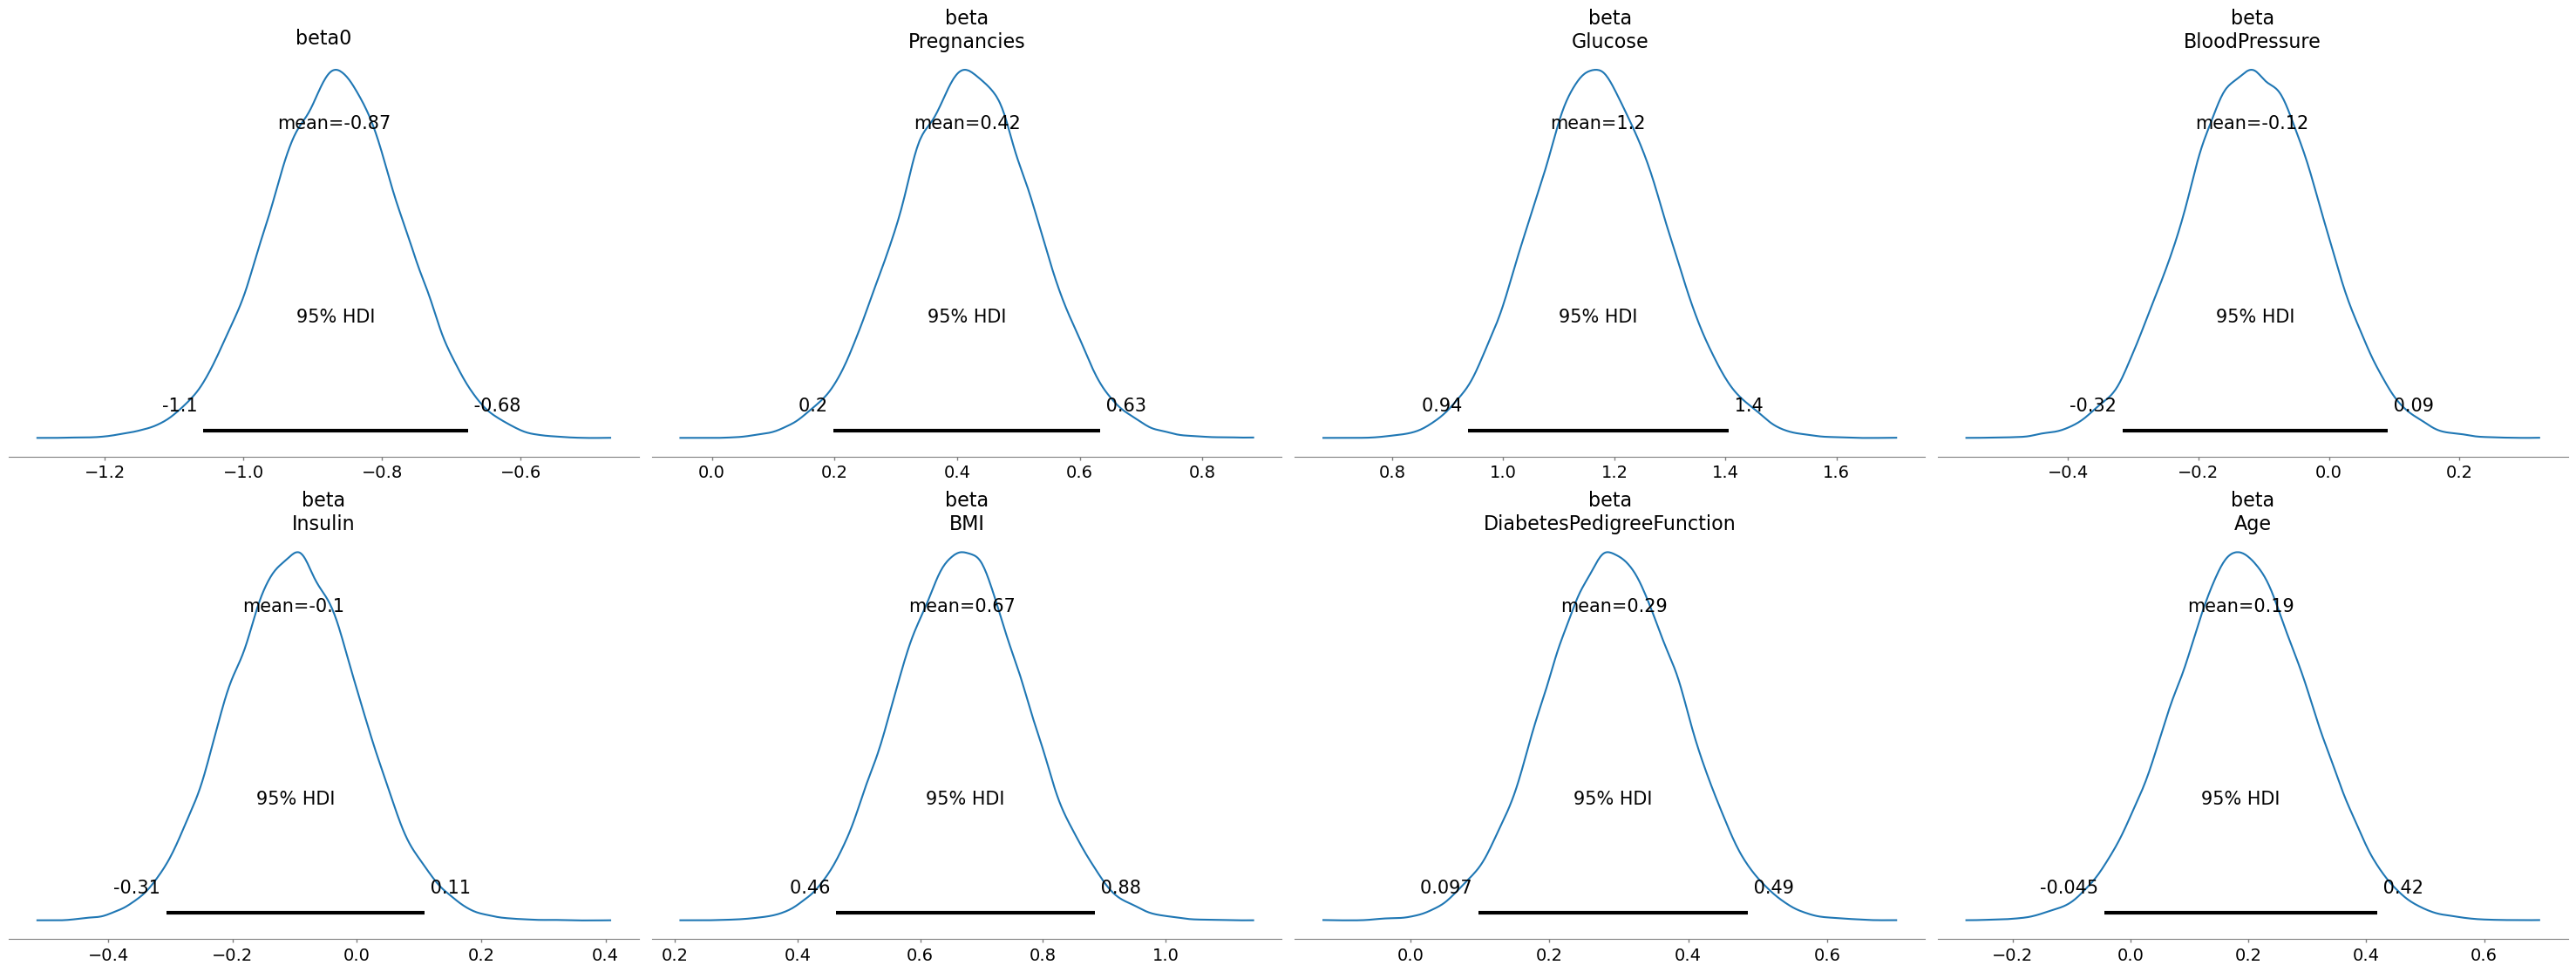 beta0
mean=-0.87
95% HDI
-1.1
-0.68
−1.2 −1.0 −0.8 −0.6
beta
Pregnancies
mean=0.42
95% HDI
0.2
0.63
0.0 0.2 0.4 0.6 0.8
beta
Glucose
mean=1.2
95% HDI
0.94
1.4
0.8 1.0 1.2 1.4 1.6
beta
BloodPressure
mean=-0.12
95% HDI
-0.32
0.09
−0.4 −0.2 0.0 0.2
beta
Insulin
mean=-0.1
95% HDI
-0.31
0.11
−0.4 −0.2 0.0 0.2 0.4
beta
BMI
mean=0.67
95% HDI
0.46
0.88
0.2 0.4 0.6 0.8 1.0
beta
DiabetesPedigreeFunction
mean=0.29
95% HDI
0.097
0.49
0.0 0.2 0.4 0.6
beta
Age
mean=0.19
95% HDI
-0.045
0.42
−0.2 0.0 0.2 0.4 0.6